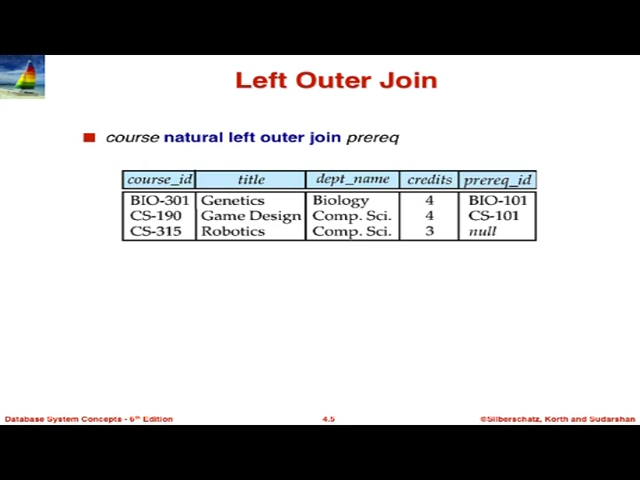 Left Outer Join
course natural left outer join prereq
course_id title dept_name credits prereq_id
BIO-301 Genetics Biology 4 BIO-101
CS-190 Game Design Comp. Sci. 4 CS-101
CS-315 Robotics Comp. Sci. 3 null
Database System Concepts - 6th Edition 4.5 ©Silberschatz, Korth and Sudarshan